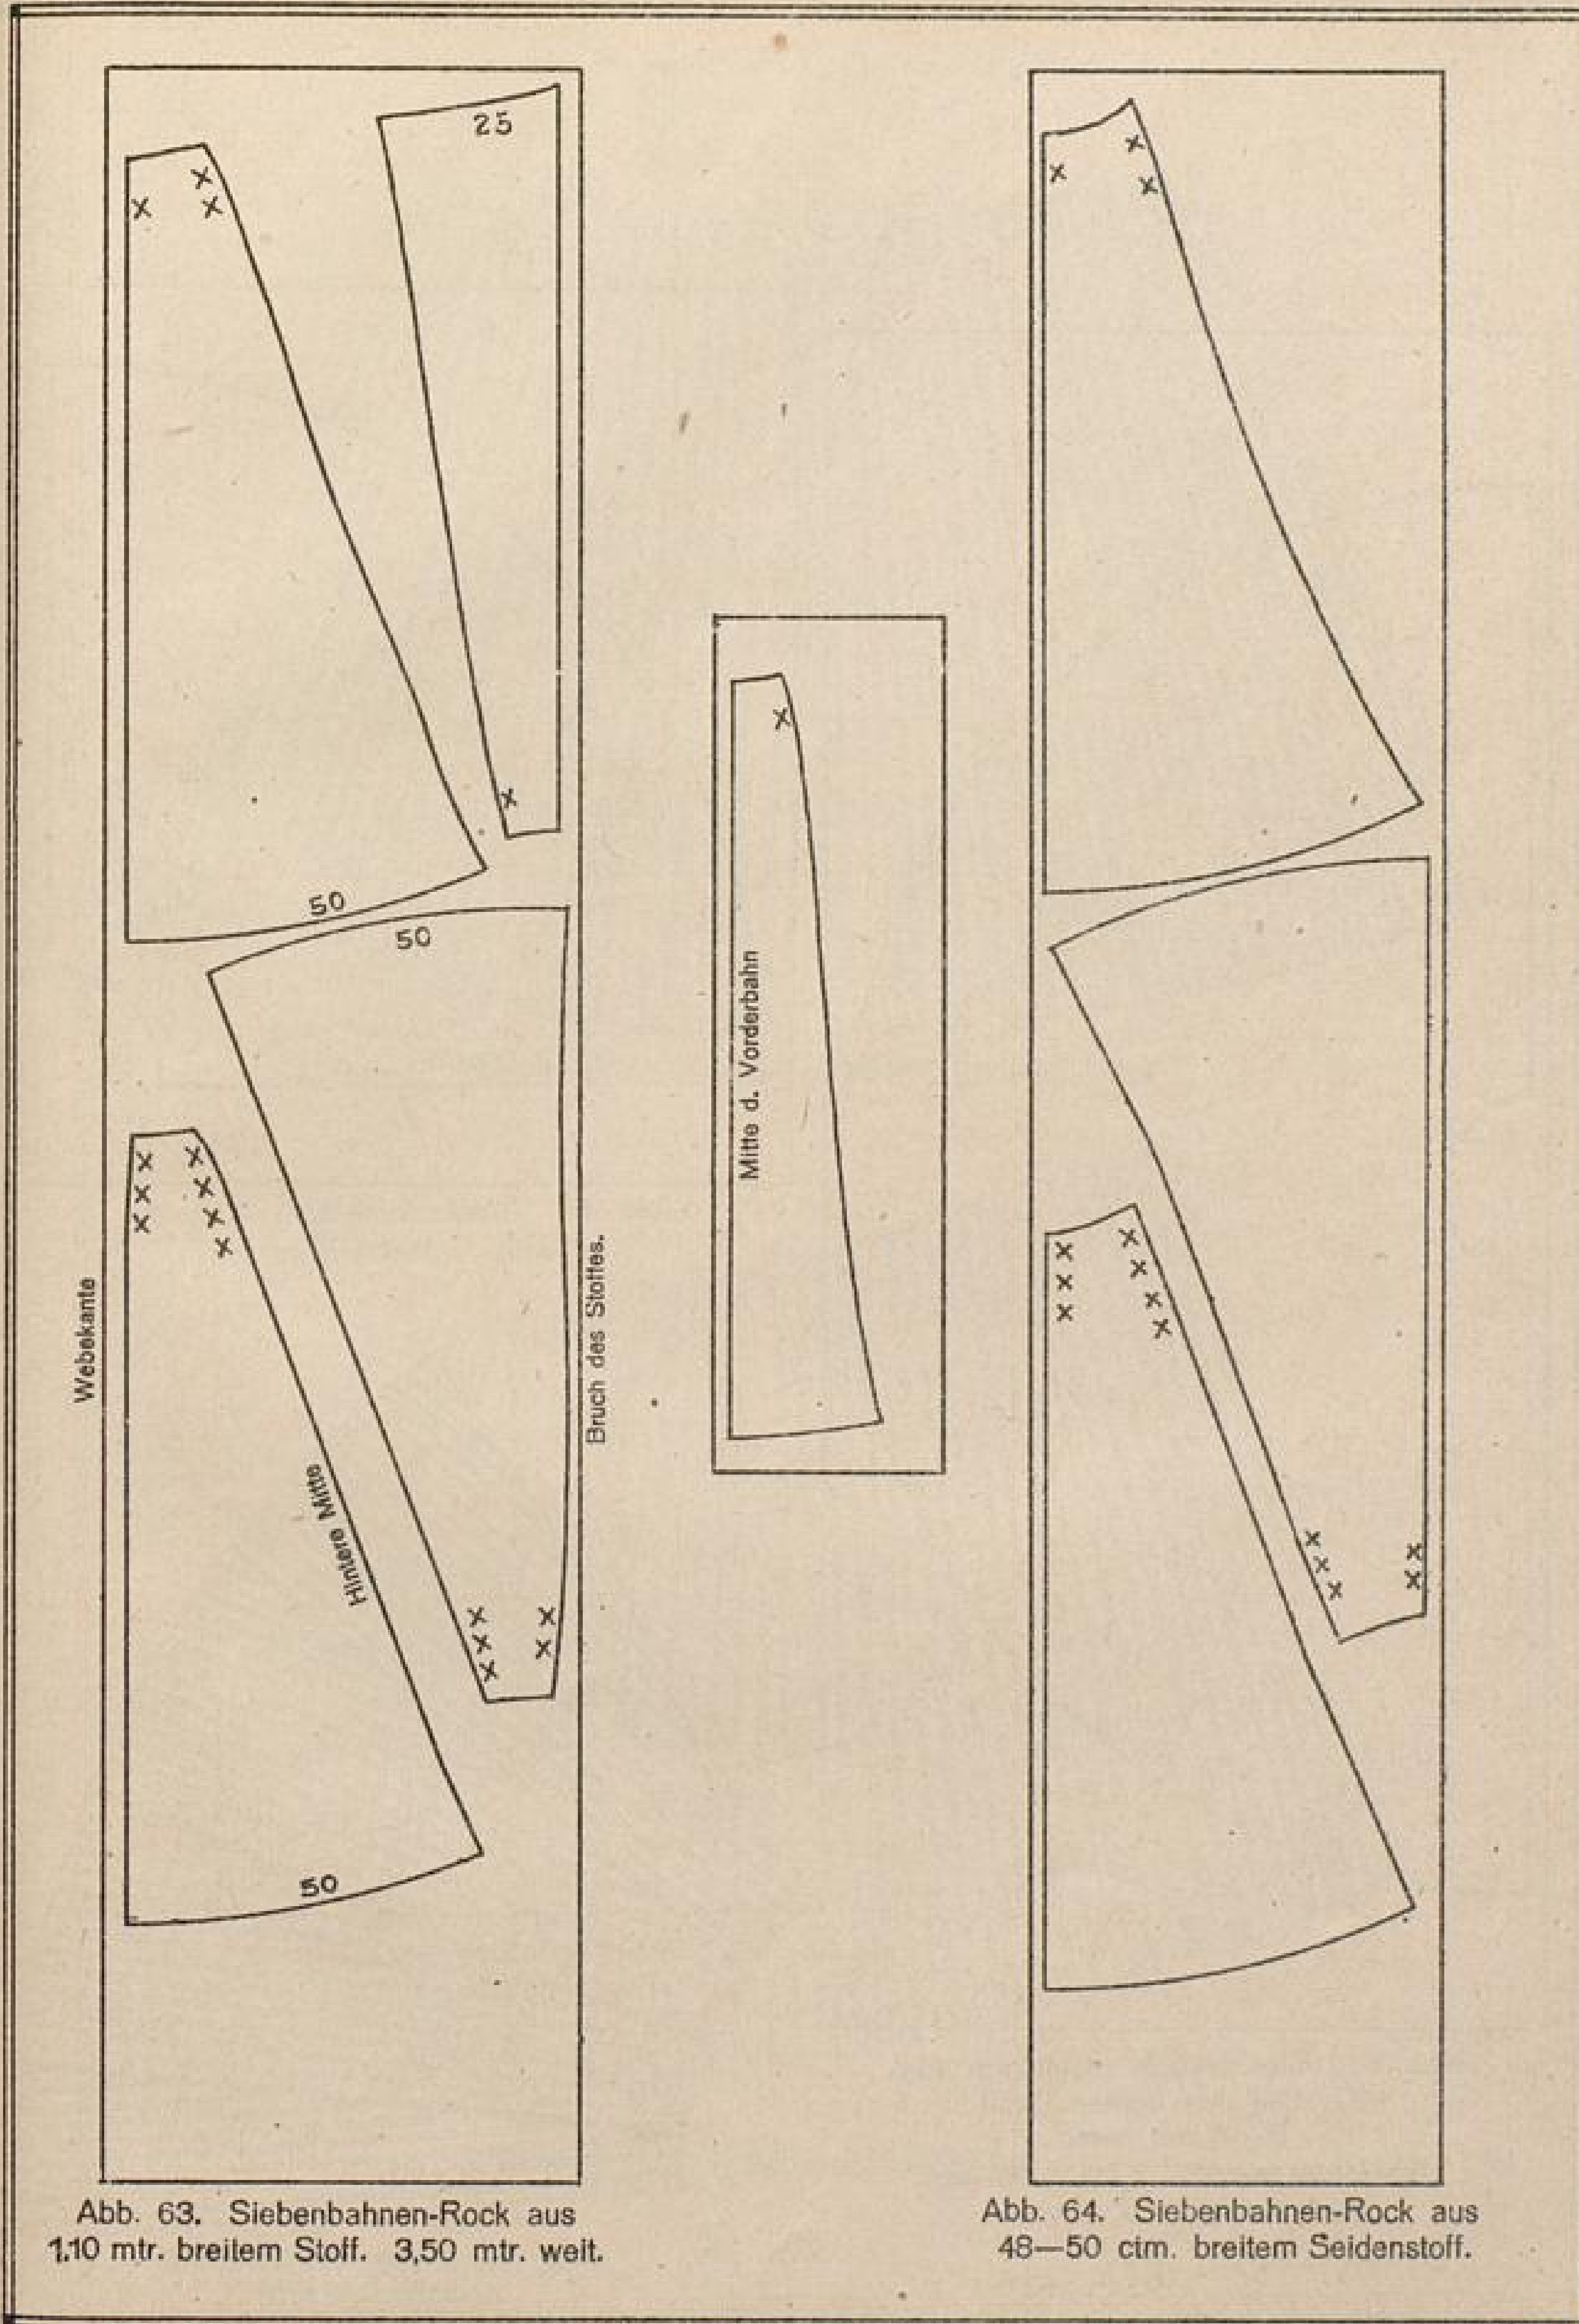 25
50
50
Webekante
Bruch des Stoffes.
Hintere Mitte
50
Mitte d. Vorderbahn
Abb. 63. Siebenbahnen-Rock aus
1.10 mtr. breitem Stoff. 3,50 mtr. weit.
Abb. 64. Siebenbahnen-Rock aus
48—50 ctm. breitem Seidenstoff.